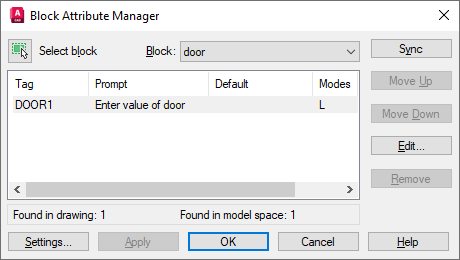 Block Attribute Manager
Select block
Block: door
Sync
Tag Prompt Default Modes
DOOR1 Enter value of door L
Move Up
Move Down
Edit...
Remove
Found in drawing: 1 Found in model space: 1
Settings... Apply OK Cancel Help